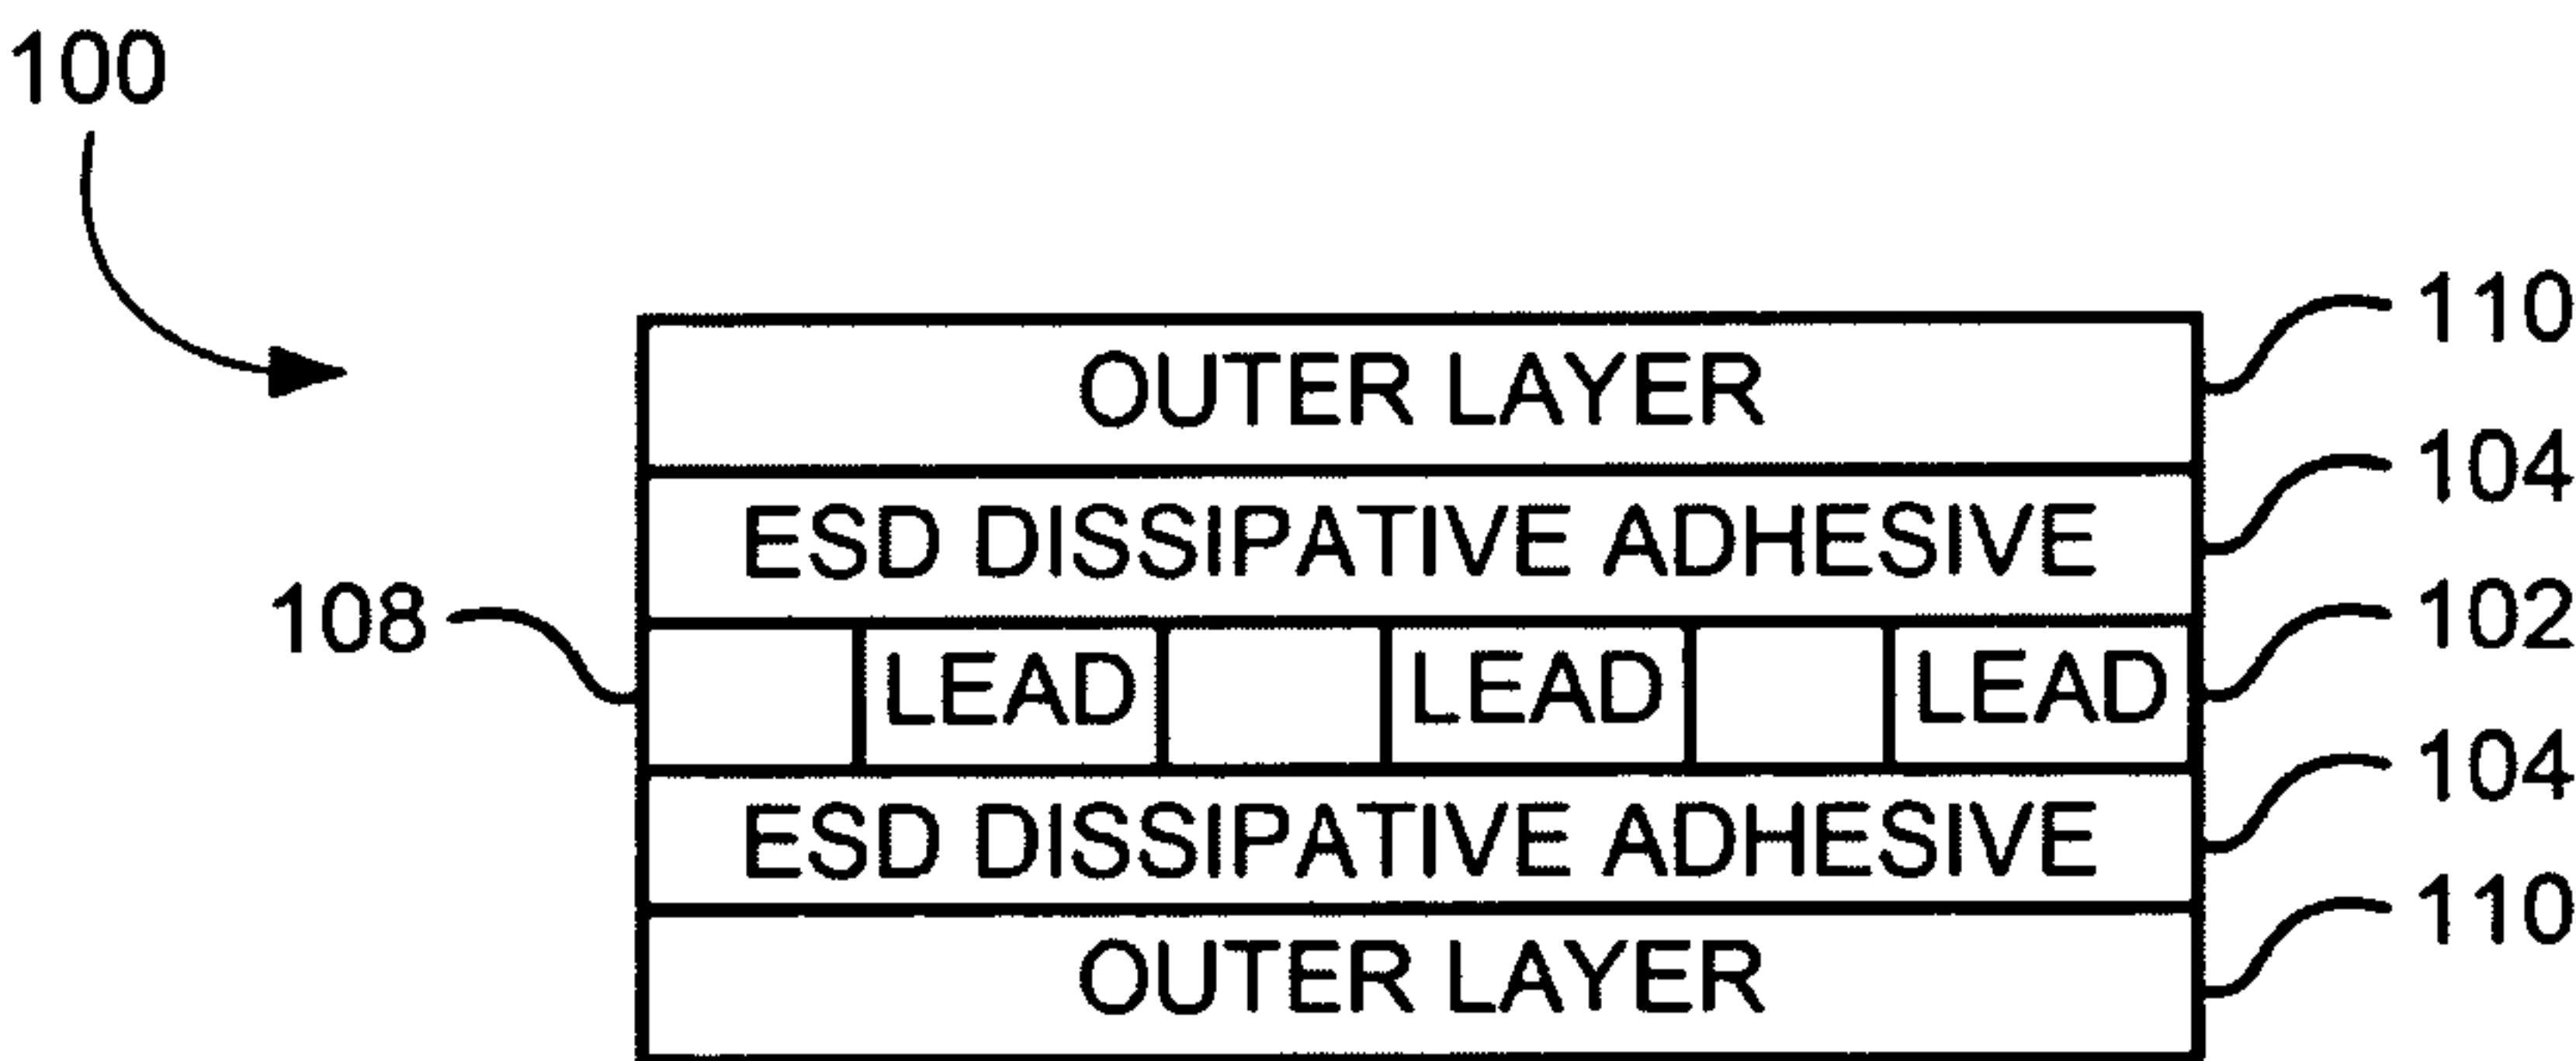 100
OUTER LAYER 110
ESD DISSIPATIVE ADHESIVE 104
108 LEAD LEAD LEAD 102
ESD DISSIPATIVE ADHESIVE 104
OUTER LAYER 110